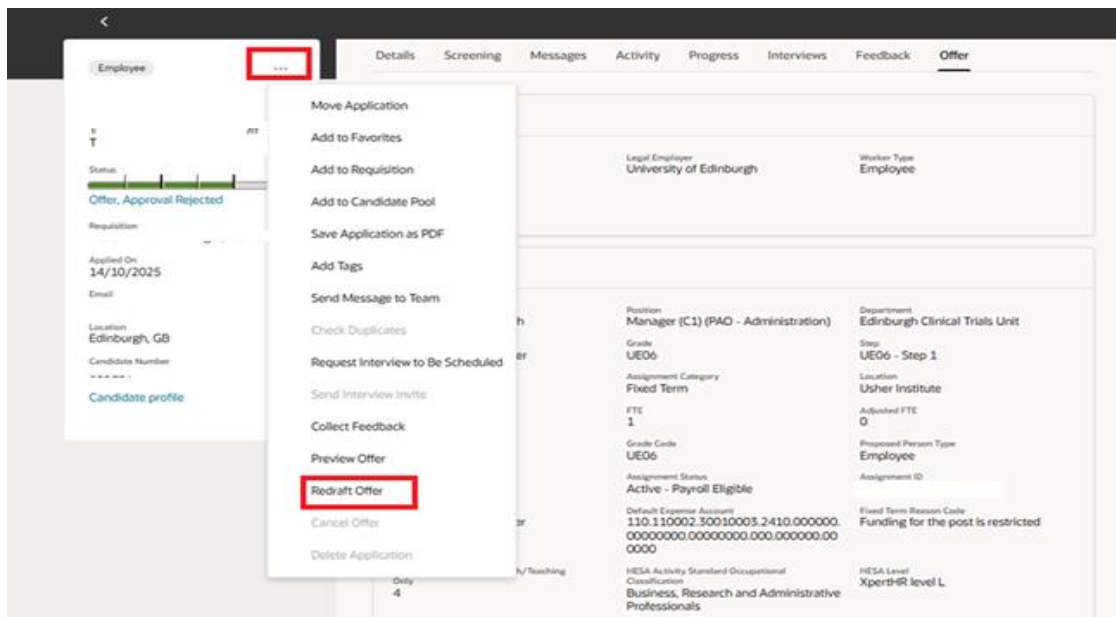 Employee
...
T
Status
Offer, Approval Rejected
Requisition
Applied On
14/10/2025
Email
Location
Edinburgh, GB
Candidate Number
Candidate profile
Move Application
Add to Favorites
Add to Requisition
Add to Candidate Pool
Save Application as PDF
Add Tags
Send Message to Team
Check Duplicates
Request Interview to Be Scheduled
Send Interview Invite
Collect Feedback
Preview Offer
Redraft Offer
Cancel Offer
Delete Application
Details Screening Messages Activity Progress Interviews Feedback Offer
Legal Employer
University of Edinburgh
Worker Type
Employee
Position
Manager (C1) (PAO - Administration)
Department
Edinburgh Clinical Trials Unit
Grade
UE06
Step
UE06 - Step 1
Assignment Category
Fixed Term
Location
Usher Institute
FTE
1
Adjusted FTE
0
Grade Code
UE06
Proposed Person Type
Employee
Assignment Status
Active - Payroll Eligible
Assignment ID
Default Expense Account
110.110002.30010003.2410.000000.
00000000.00000000.000.000000.00
0000
Fixed Term Reason Code
Funding for the post is restricted
h/Teaching
Only
4
HESA Activity Standard Occupational
Classification
Business, Research and Administrative
Professionals
HESA Level
XpertHR level L